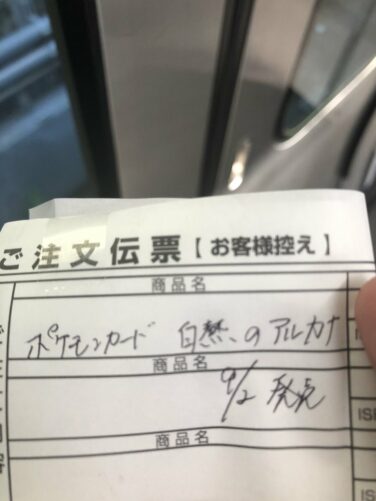 ご注文伝票【お客様控え】
商品名
ポケモンカード 白熱のアルカナ
商品名
9/2 発売
商品名